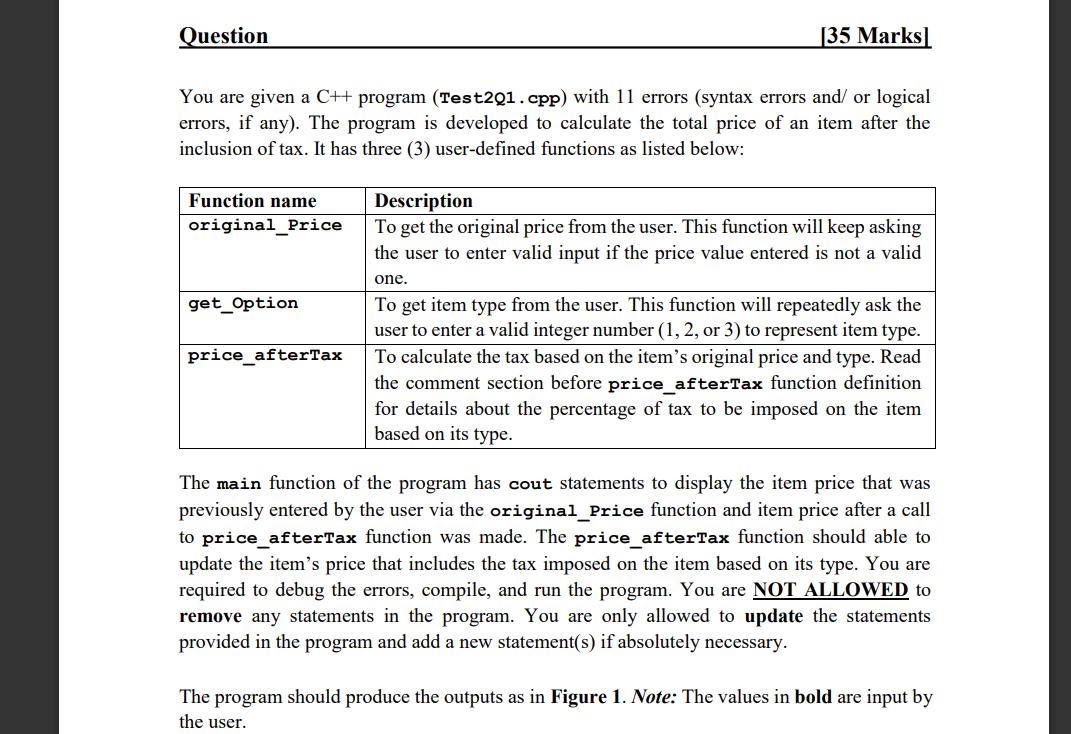 Question [35 Marks]
You are given a C++ program (Test2Q1.cpp) with 11 errors (syntax errors and/ or logical
errors, if any). The program is developed to calculate the total price of an item after the
inclusion of tax. It has three (3) user-defined functions as listed below:
Function name Description
original_Price To get the original price from the user. This function will keep asking
the user to enter valid input if the price value entered is not a valid
one.
get_Option To get item type from the user. This function will repeatedly ask the
user to enter a valid integer number (1, 2, or 3) to represent item type.
price_afterTax To calculate the tax based on the item's original price and type. Read
the comment section before price_afterTax function definition
for details about the percentage of tax to be imposed on the item
based on its type.
The main function of the program has cout statements to display the item price that was
previously entered by the user via the original_Price function and item price after a call
to price_afterTax function was made. The price_afterTax function should able to
update the item's price that includes the tax imposed on the item based on its type. You are
required to debug the errors, compile, and run the program. You are NOT ALLOWED to
remove any statements in the program. You are only allowed to update the statements
provided in the program and add a new statement(s) if absolutely necessary.
The program should produce the outputs as in Figure 1. Note: The values in bold are input by
the user.